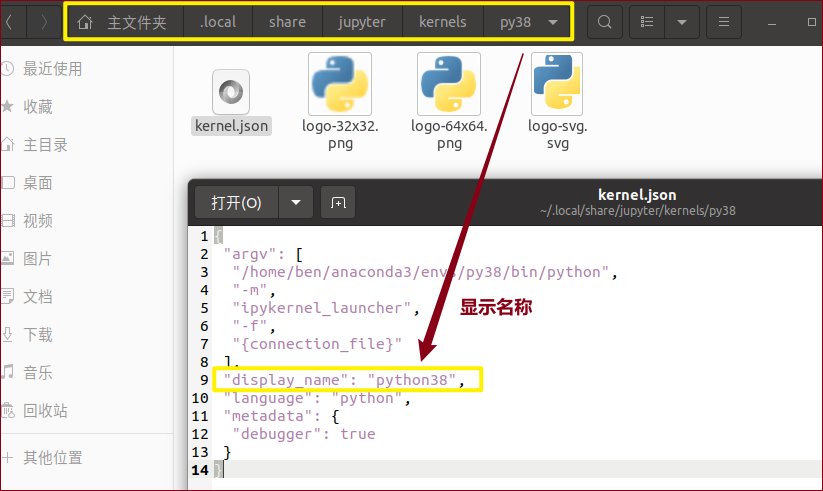 主文件夹 .local share jupyter kernels py38
最近使用
收藏
主目录
桌面
视频
图片
文档
下载
音乐
回收站
其他位置
kernel.json
logo-32x32.
png
logo-64x64.
png
logo-svg.
svg
打开(O)
kernel.json
~/.local/share/jupyter/kernels/py38
显示名称
1 {
2 "argv": [
3 "/home/ben/anaconda3/envs/py38/bin/python",
4 "-m",
5 "ipykernel_launcher",
6 "-f",
7 "{connection_file}"
8 ],
9 "display_name": "python38",
10 "language": "python",
11 "metadata": {
12 "debugger": true
13 }
14 }